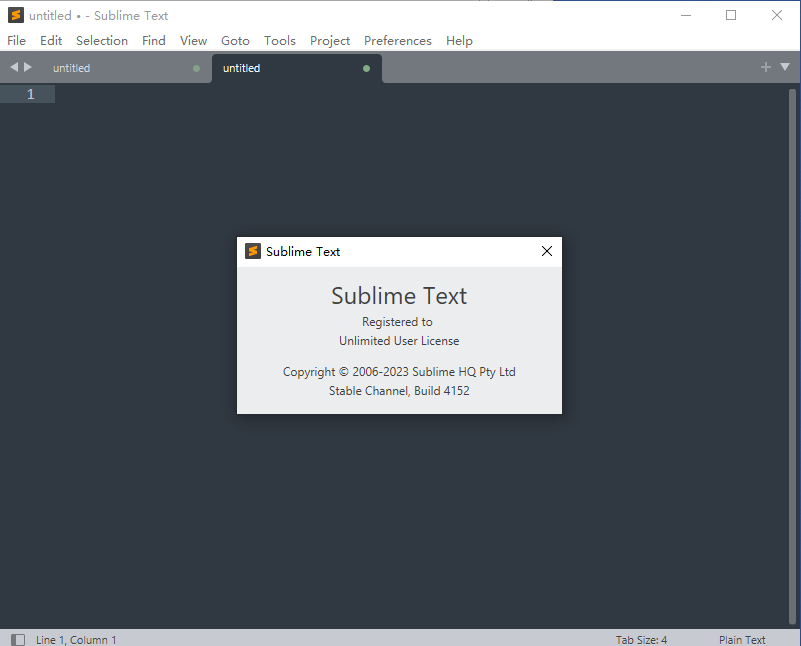 untitled • - Sublime Text
File Edit Selection Find View Goto Tools Project Preferences Help
untitled untitled
1
Sublime Text
Sublime Text
Registered to
Unlimited User License
Copyright © 2006-2023 Sublime HQ Pty Ltd
Stable Channel, Build 4152
Line 1, Column 1 Tab Size: 4 Plain Text